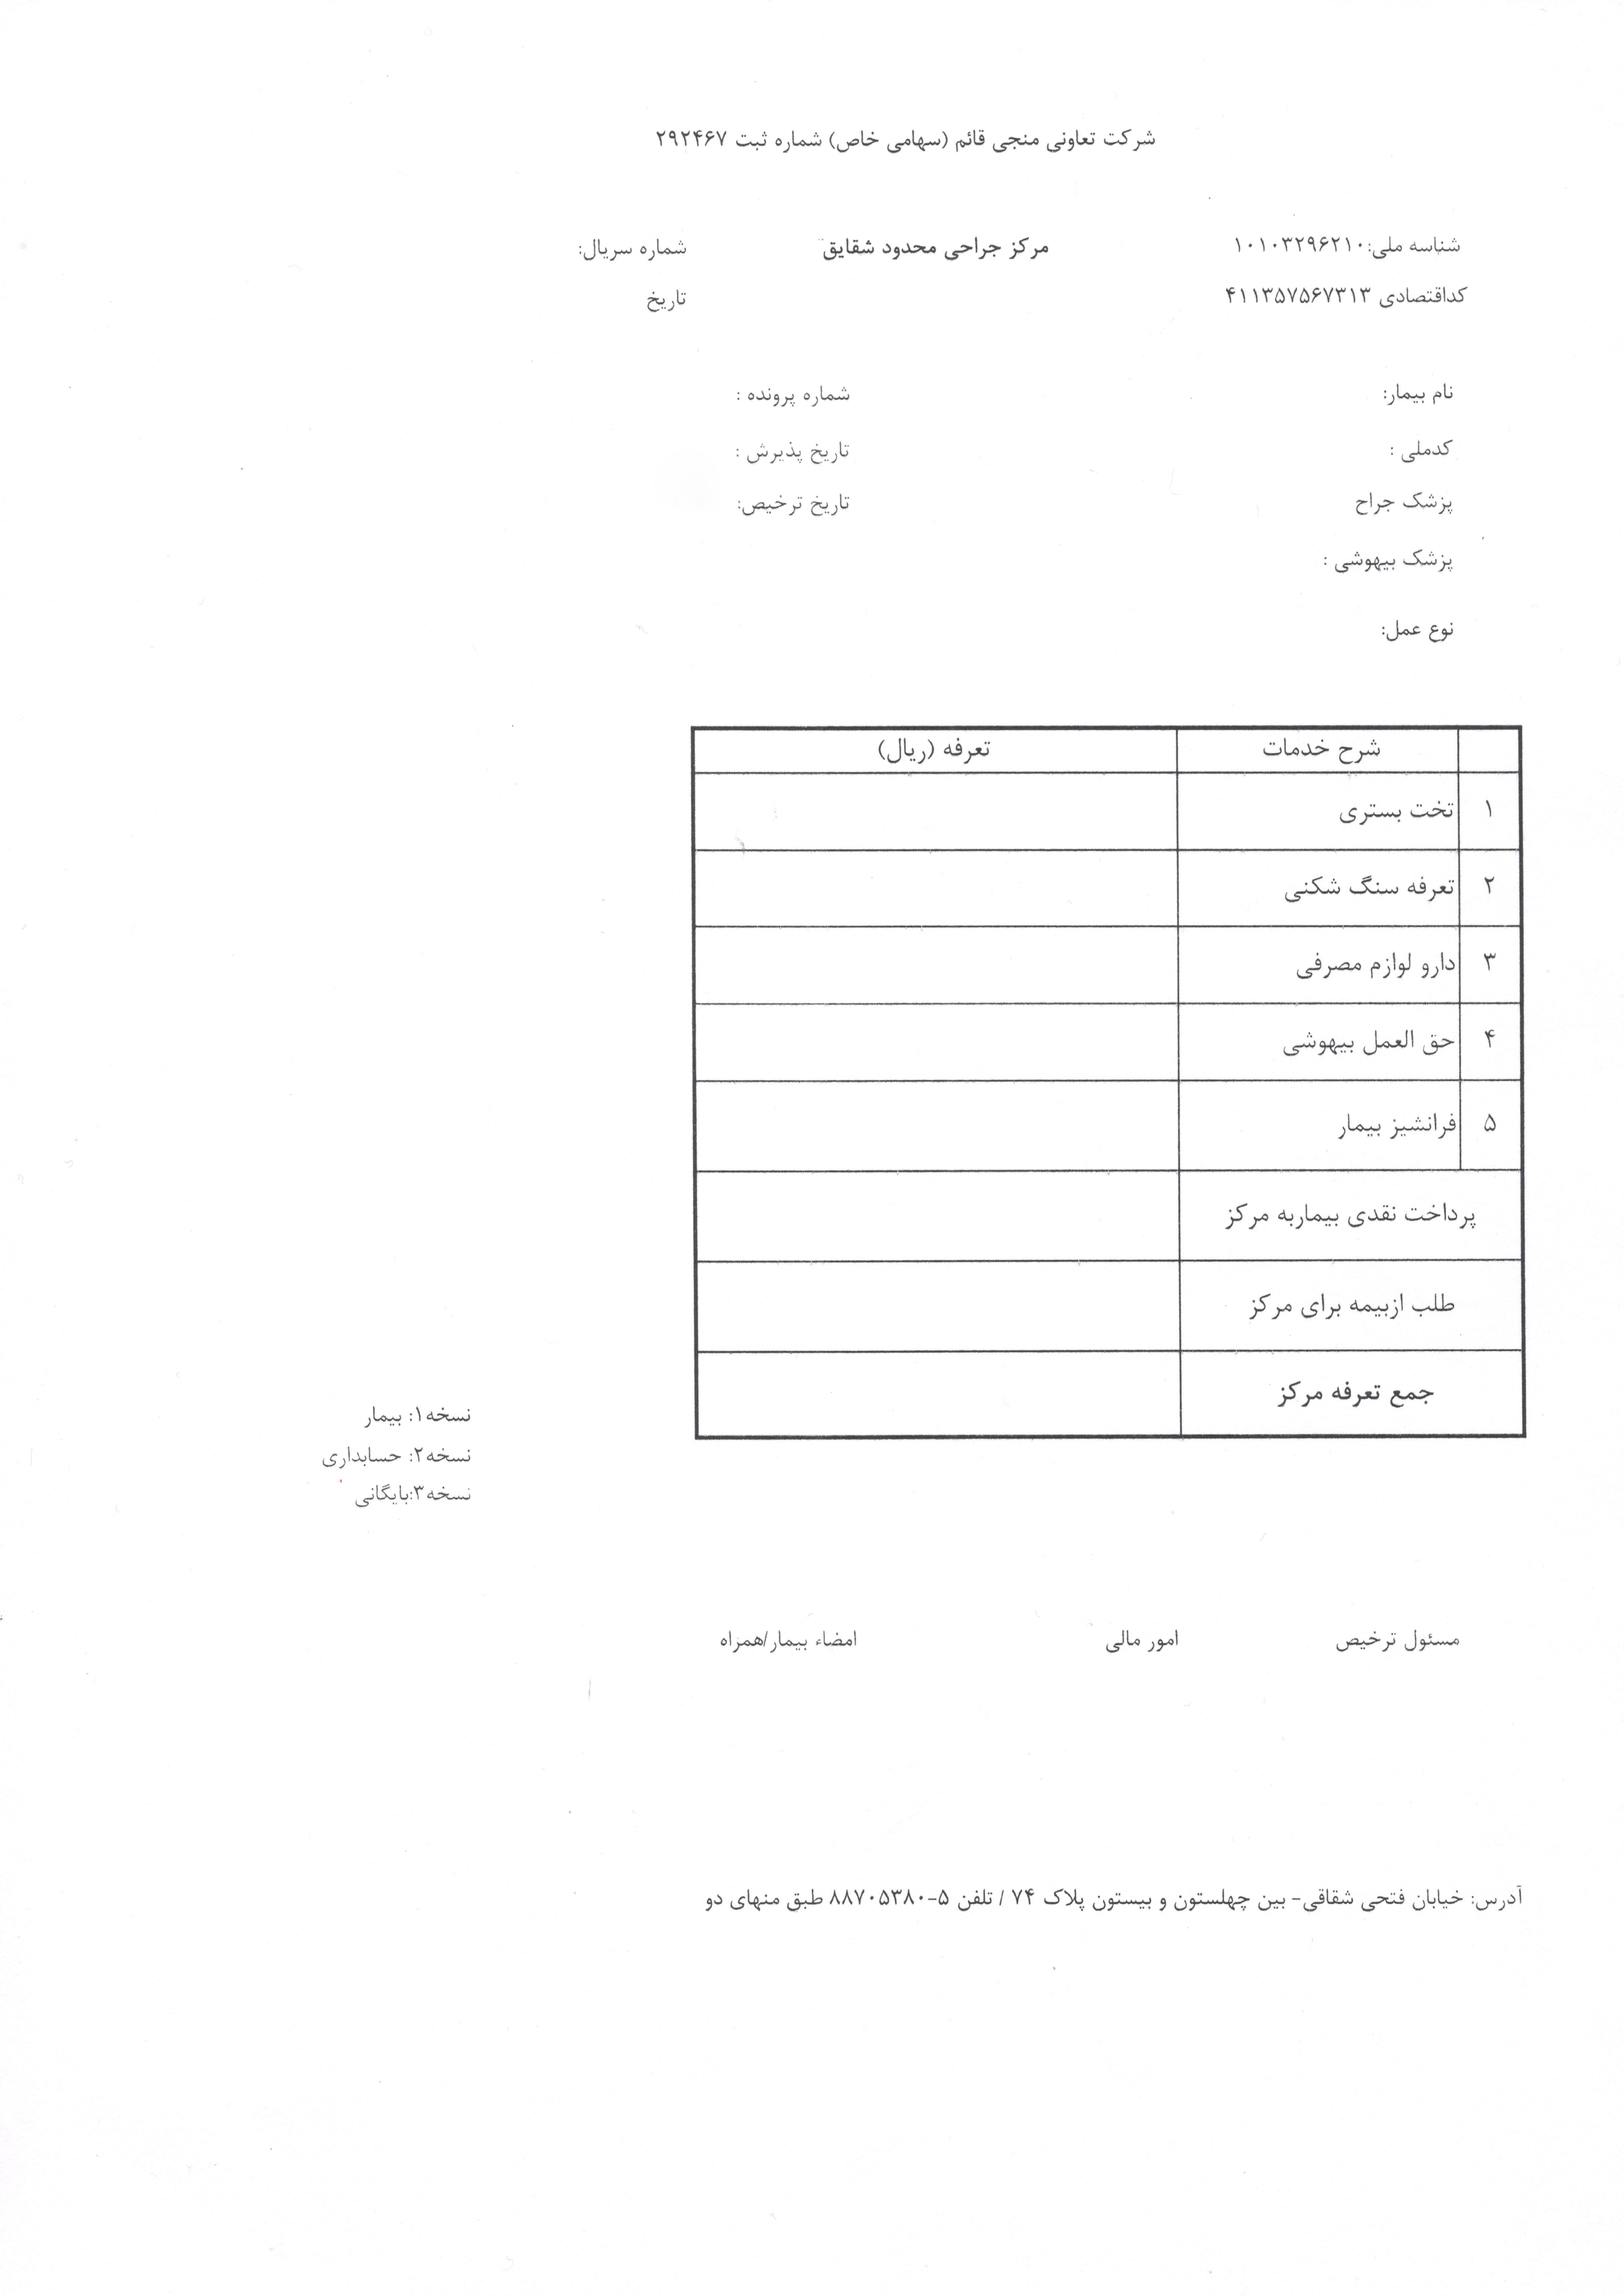 شرکت تعاونی منجی قائم (سهامی خاص) شماره ثبت ۲۹۲۴۶۷
شناسه ملی:۱۰۱۰۳۲۹۶۲۱۰ مرکز جراحی محدود شقایق شماره سریال:
کداقتصادی ۴۱۱۳۵۷۵۶۷۳۱۳ تاریخ
نام بیمار: شماره پرونده :
کدملی : تاریخ پذیرش :
پزشک جراح تاریخ ترخیص:
پزشک بیهوشی :
نوع عمل:
شرح خدمات تعرفه (ریال)
۱ تخت بستری
۲ تعرفه سنگ شکنی
۳ دارو لوازم مصرفی
۴ حق العمل بیهوشی
۵ فرانشیز بیمار
پرداخت نقدی بیماربه مرکز
طلب ازبیمه برای مرکز
جمع تعرفه مرکز
نسخه۱: بیمار
نسخه۲: حسابداری
نسخه۳:بایگانی
مسئول ترخیص امور مالی امضاء بیمار/همراه
آدرس: خیابان فتحی شقاقی- بین چهلستون و بیستون پلاک ۷۴ / تلفن ۵-۸۸۷۰۵۳۸۰ طبق منهای دو